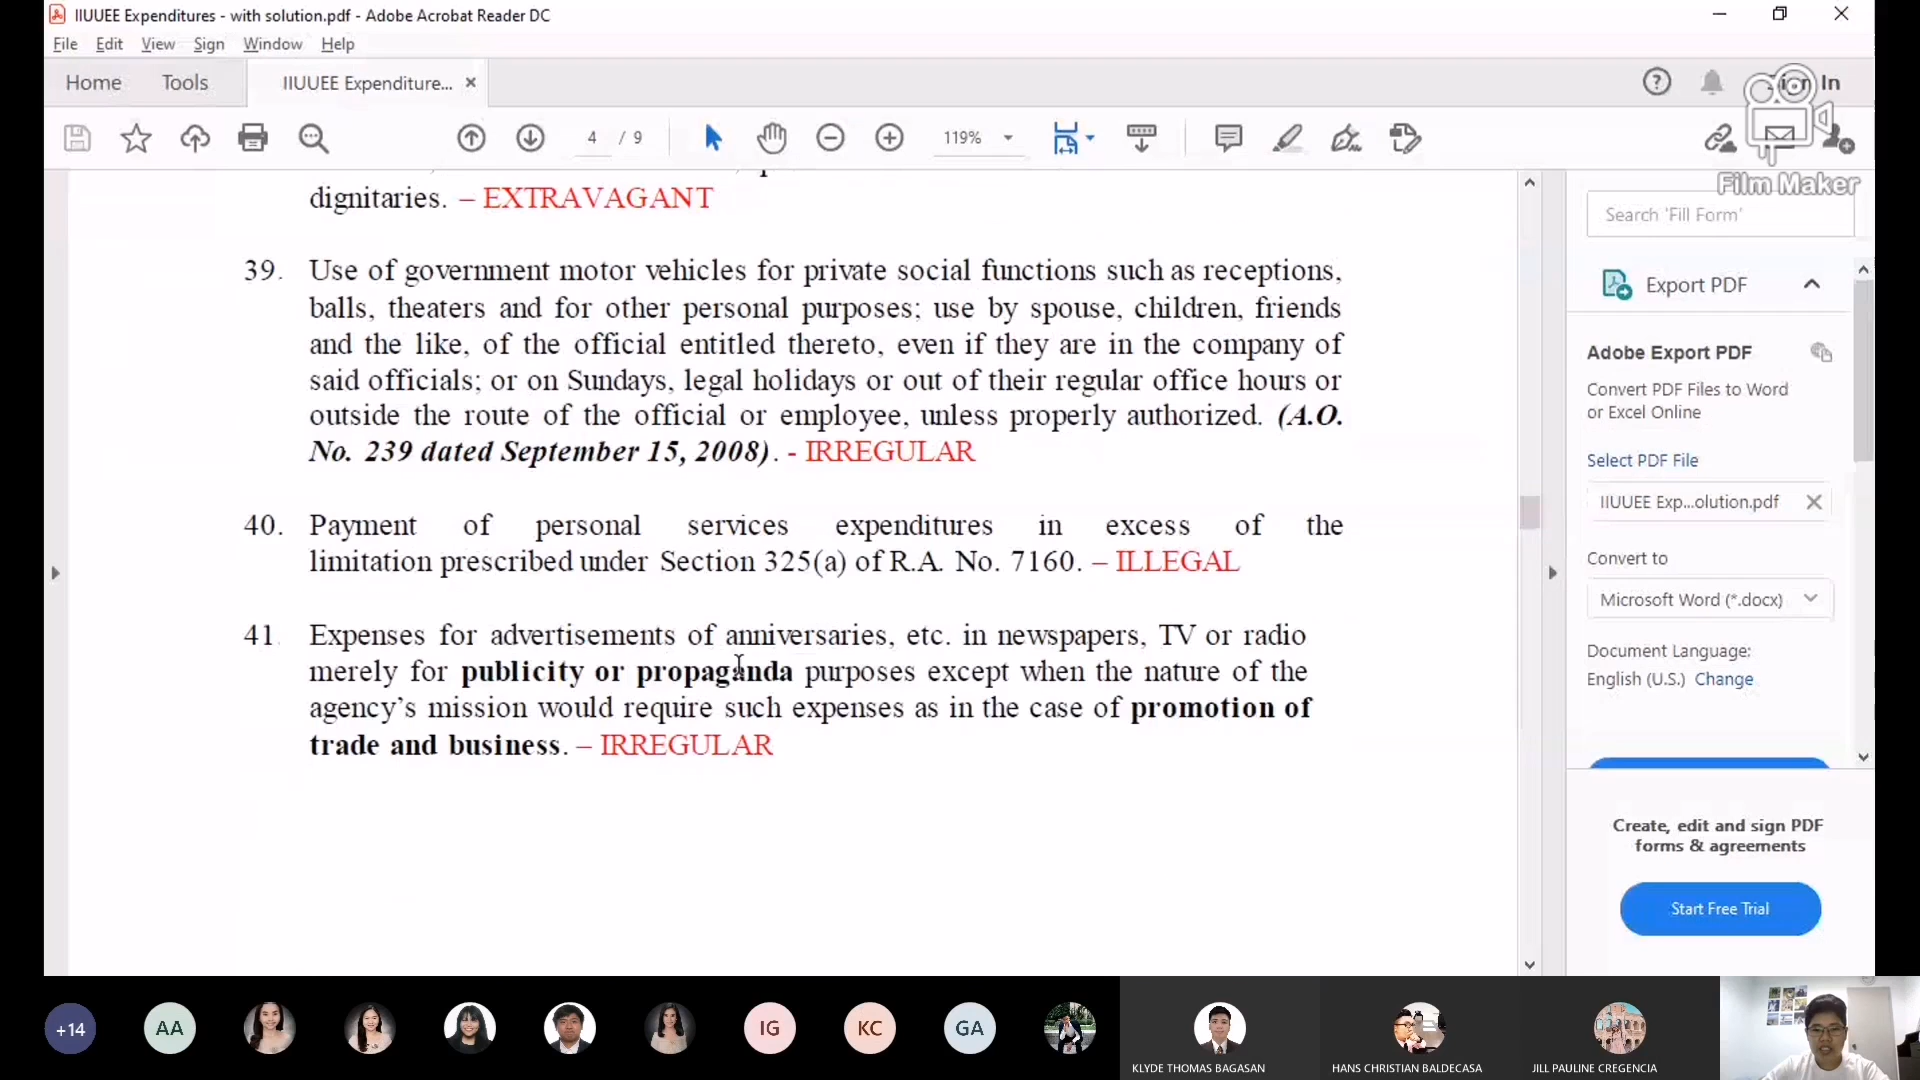 IIUUEE Expenditures - with solution.pdf - Adobe Acrobat Reader DC
File Edit View Sign Window Help
Home Tools IIUUEE Expenditure... ×
In
4 / 9 119%
Film Maker
dignitaries. – EXTRAVAGANT
39. Use of government motor vehicles for private social functions such as receptions,
balls, theaters and for other personal purposes; use by spouse, children, friends
and the like, of the official entitled thereto, even if they are in the company of
said officials; or on Sundays, legal holidays or out of their regular office hours or
outside the route of the official or employee, unless properly authorized. (A.O.
No. 239 dated September 15, 2008). - IRREGULAR
40. Payment of personal services expenditures in excess of the
limitation prescribed under Section 325(a) of R.A. No. 7160. – ILLEGAL
41. Expenses for advertisements of anniversaries, etc. in newspapers, TV or radio
merely for publicity or propaganda purposes except when the nature of the
agency's mission would require such expenses as in the case of promotion of
trade and business. – IRREGULAR
Search 'Fill Form'
Export PDF
Adobe Export PDF
Convert PDF Files to Word
or Excel Online
Select PDF File
IIUUEE Exp...olution.pdf
Convert to
Microsoft Word (*.docx)
Document Language:
English (U.S.) Change
Create, edit and sign PDF
forms & agreements
Start Free Trial
+14 AA IG KC GA
KLYDE THOMAS BAGASAN
HANS CHRISTIAN BALDECASA
JILL PAULINE CREGENCIA